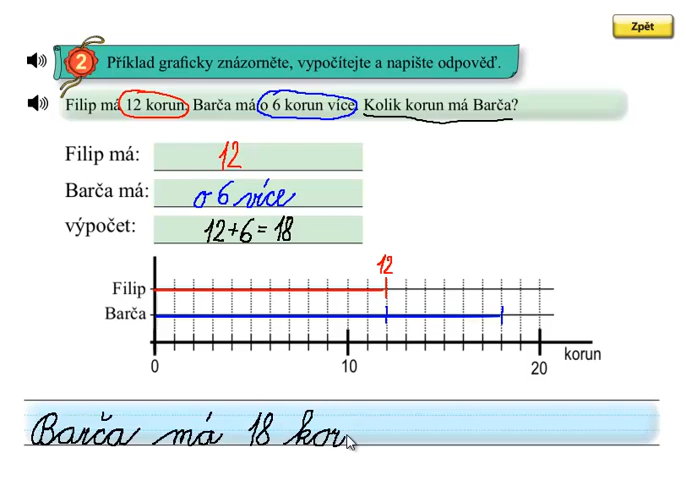 Zpět
2 Příklad graficky znázorněte, vypočítejte a napište odpověď.
Filip má 12 korun. Barča má o 6 korun více. Kolik korun má Barča?
Filip má: 12
Barča má: o 6 více
výpočet: 12+6=18
12
Filip
Barča
0 10 20 korun
Barča má 18 kor